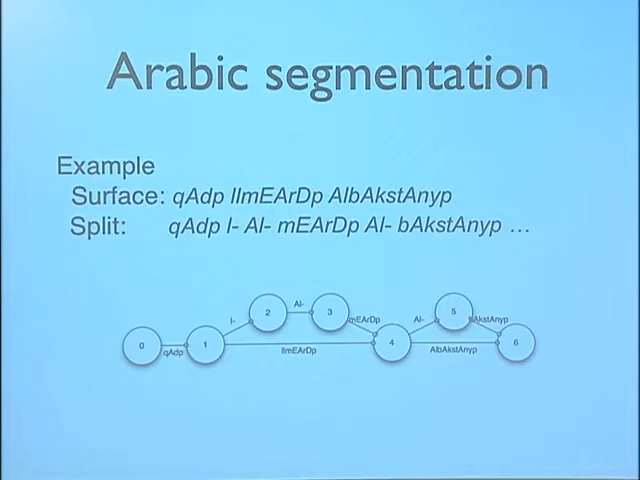 Arabic segmentation
Example
Surface: qAdp llmEArDp AlbAkstAnyp
Split: qAdp l- Al- mEArDp Al- bAkstAnyp …
2 Al- 3 5
l- mEArDp Al- bAkstAnyp
0 qAdp 1 llmEArDp 4 AlbAkstAnyp 6